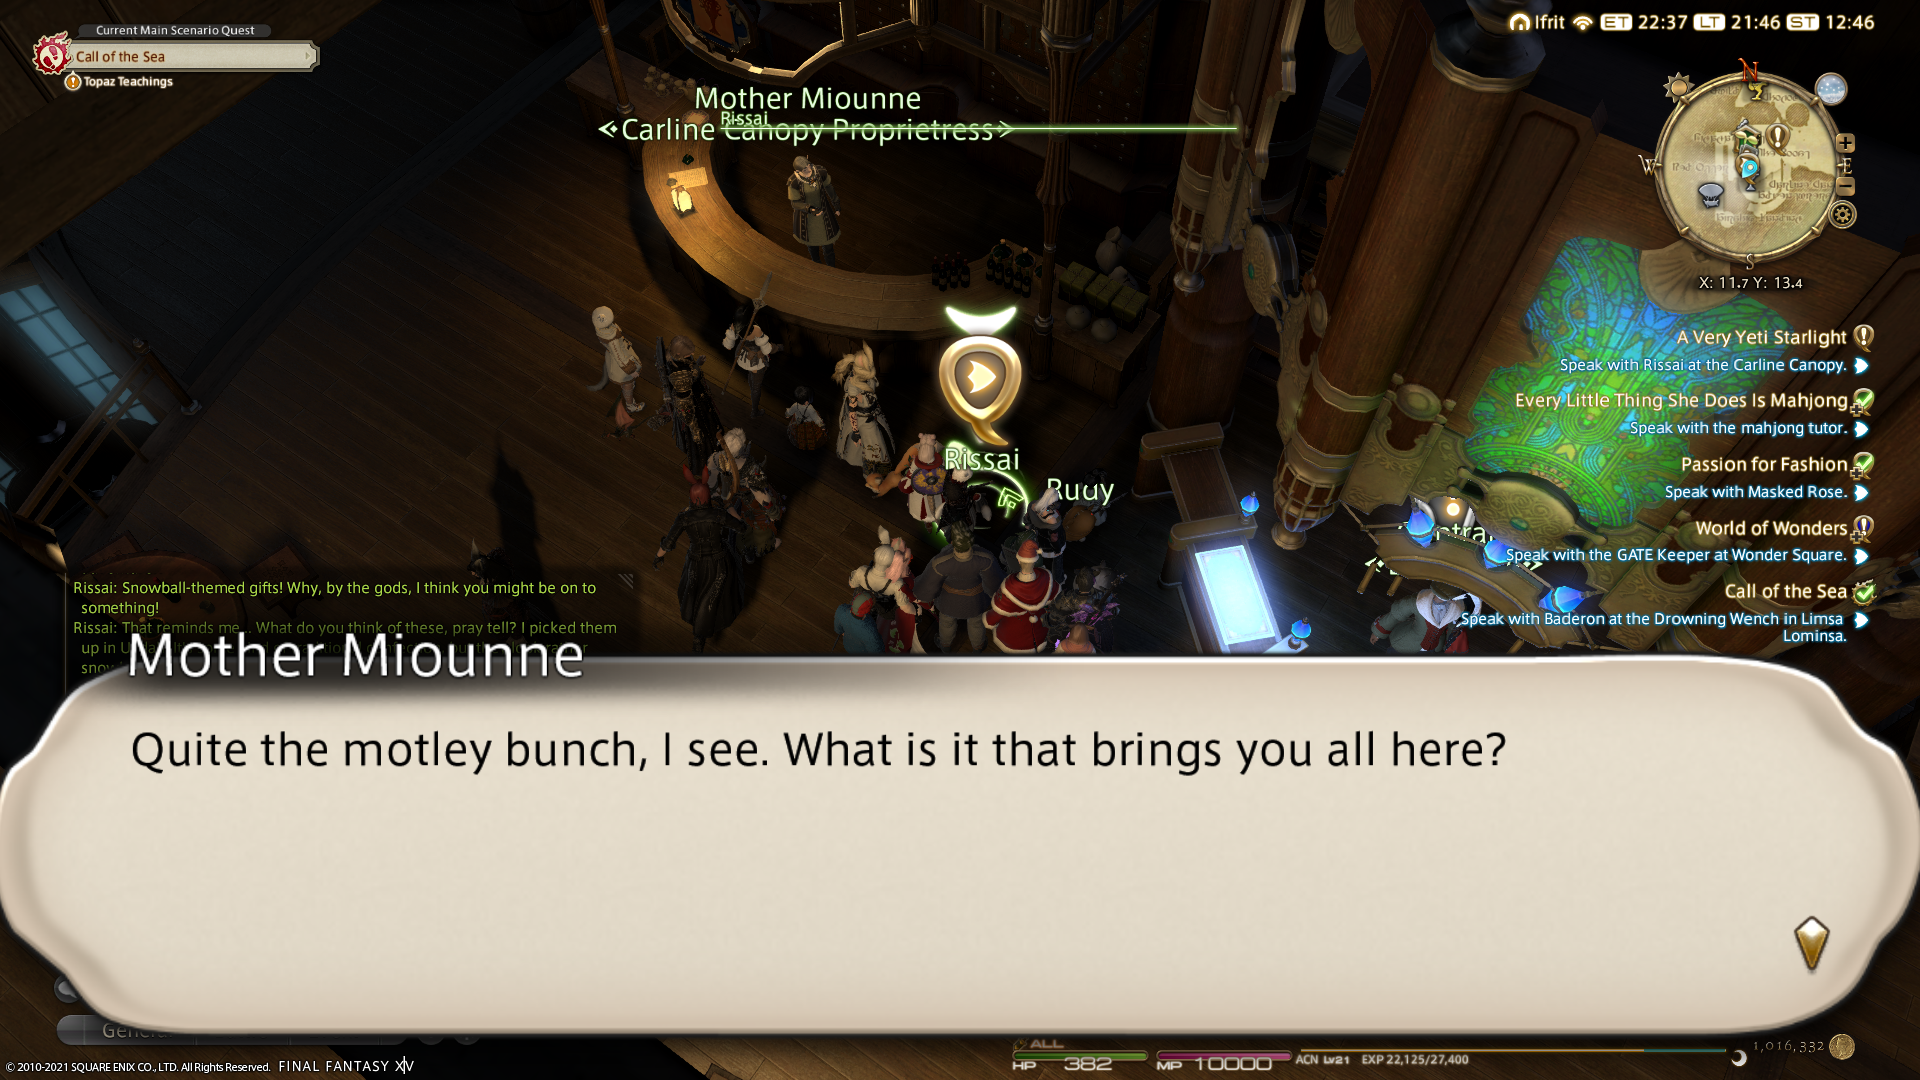 Current Main Scenario Quest
Call of the Sea
Topaz Teachings
Ifrit ET 22:37 LT 21:46 ST 12:46
N
W
E
S
X: 11.7 Y: 13.4
Mother Miounne
Rissai
Carline Canopy Proprietress
A Very Yeti Starlight
Speak with Rissai at the Carline Canopy.
Every Little Thing She Does Is Mahjong
Speak with the mahjong tutor.
Passion for Fashion
Speak with Masked Rose.
World of Wonders
Speak with the GATE Keeper at Wonder Square.
Call of the Sea
Speak with Baderon at the Drowning Wench in Limsa
Lominsa.
Rissai
Rudy
Rissai: Snowball-themed gifts! Why, by the gods, I think you might be on to
something!
Rissai: That reminds me... What do you think of these, pray tell? I picked them
up in
Mother Miounne
Quite the motley bunch, I see. What is it that brings you all here?
ALL
HP 382 MP 10000 ACN Lv21 EXP 22,125/27,400
1,016,332
© 2010-2021 SQUARE ENIX CO., LTD. All Rights Reserved. FINAL FANTASY XIV